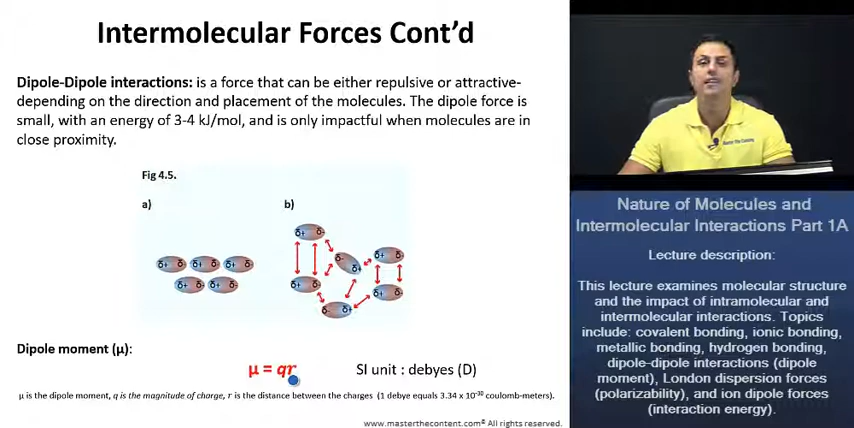 Intermolecular Forces Cont’d
Dipole-Dipole interactions: is a force that can be either repulsive or attractive-
depending on the direction and placement of the molecules. The dipole force is
small, with an energy of 3-4 kJ/mol, and is only impactful when molecules are in
close proximity.
Fig 4.5.
a)
b)
δ+ δ-
δ+ δ- δ+ δ- δ+ δ-
δ+ δ- δ+ δ-
δ- δ+
δ+ δ-
δ+ δ-
δ+ δ-
δ- δ+
Dipole moment (μ):
μ = qr
SI unit : debyes (D)
μ is the dipole moment, q is the magnitude of charge, r is the distance between the charges (1 debye equals 3.34 x 10⁻³⁰ coulomb-meters).
www.masterthecontent.com© All rights reserved.
Nature of Molecules and
Intermolecular Interactions Part 1A
Lecture description:
This lecture examines molecular structure
and the impact of intramolecular and
intermolecular interactions. Topics
include: covalent bonding, ionic bonding,
metallic bonding, hydrogen bonding,
dipole-dipole interactions (dipole
moment), London dispersion forces
(polarizability), and ion dipole forces
(interaction energy).